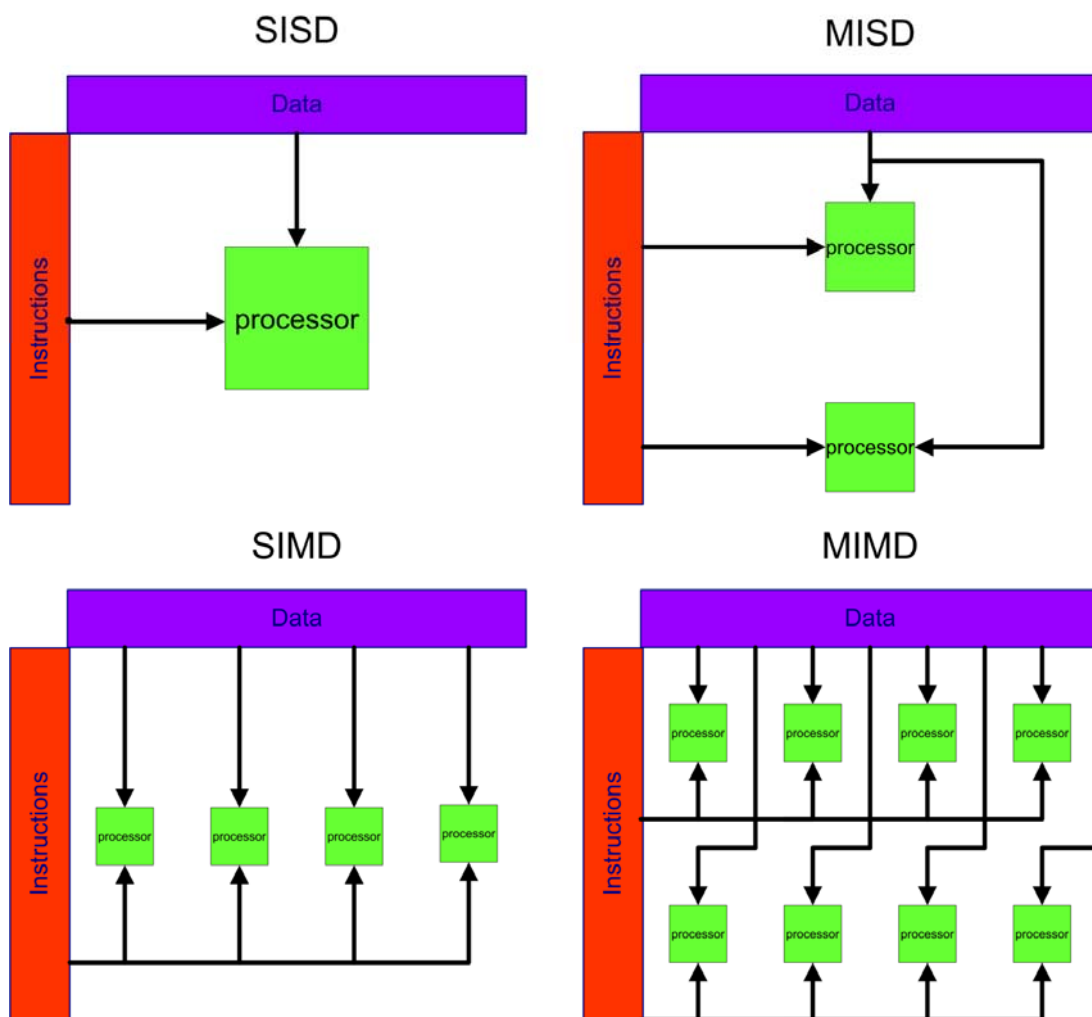 SISD
Data
Instructions
processor
MISD
Data
Instructions
processor
processor
SIMD
Data
Instructions
processor
processor
processor
processor
MIMD
Data
Instructions
processor
processor
processor
processor
processor
processor
processor
processor